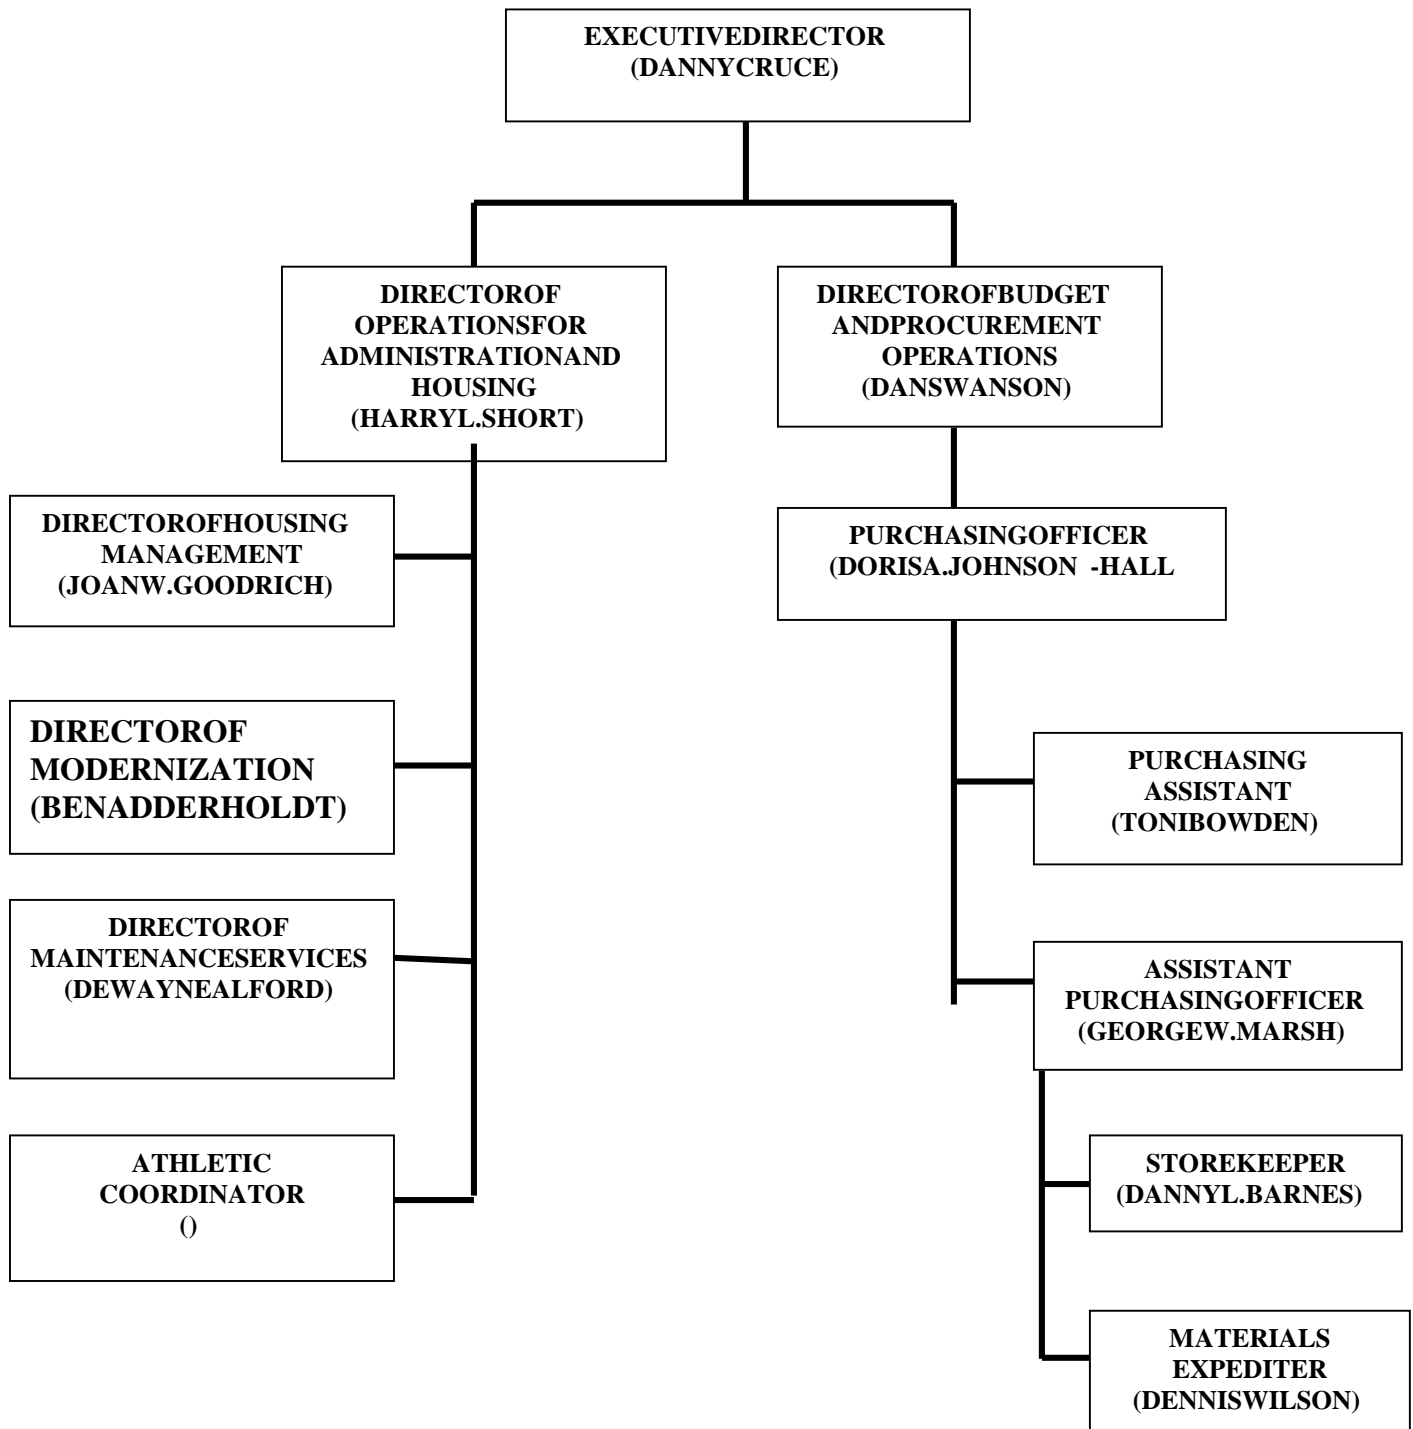 EXECUTIVEDIRECTOR
(DANNYCRUCE)
DIRECTOROF
OPERATIONSFOR
ADMINISTRATIONAND
HOUSING
(HARRYL.SHORT)
DIRECTOROFBUDGET
ANDPROCUREMENT
OPERATIONS
(DANSWANSON)
DIRECTOROFHOUSING
MANAGEMENT
(JOANW.GOODRICH)
PURCHASINGOFFICER
(DORISA.JOHNSON -HALL
DIRECTOROF
MODERNIZATION
(BENADDERHOLDT)
PURCHASING
ASSISTANT
(TONIBOWDEN)
DIRECTOROF
MAINTENANCESERVICES
(DEWAYNEALFORD)
ASSISTANT
PURCHASINGOFFICER
(GEORGEW.MARSH)
ATHLETIC
COORDINATOR
()
STOREKEEPER
(DANNYL.BARNES)
MATERIALS
EXPEDITER
(DENNISWILSON)